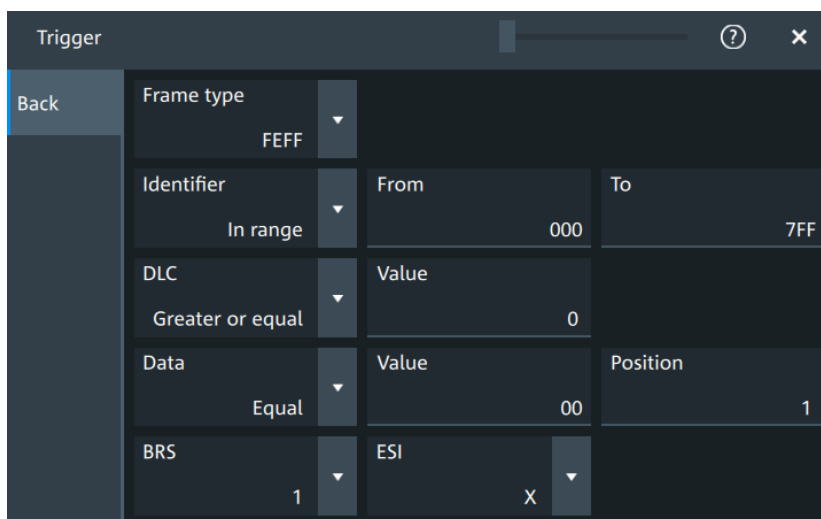 Trigger
?
×
Back
Frame type
FEFF
Identifier
In range
From
000
To
7FF
DLC
Greater or equal
Value
0
Data
Equal
Value
00
Position
1
BRS
1
ESI
X